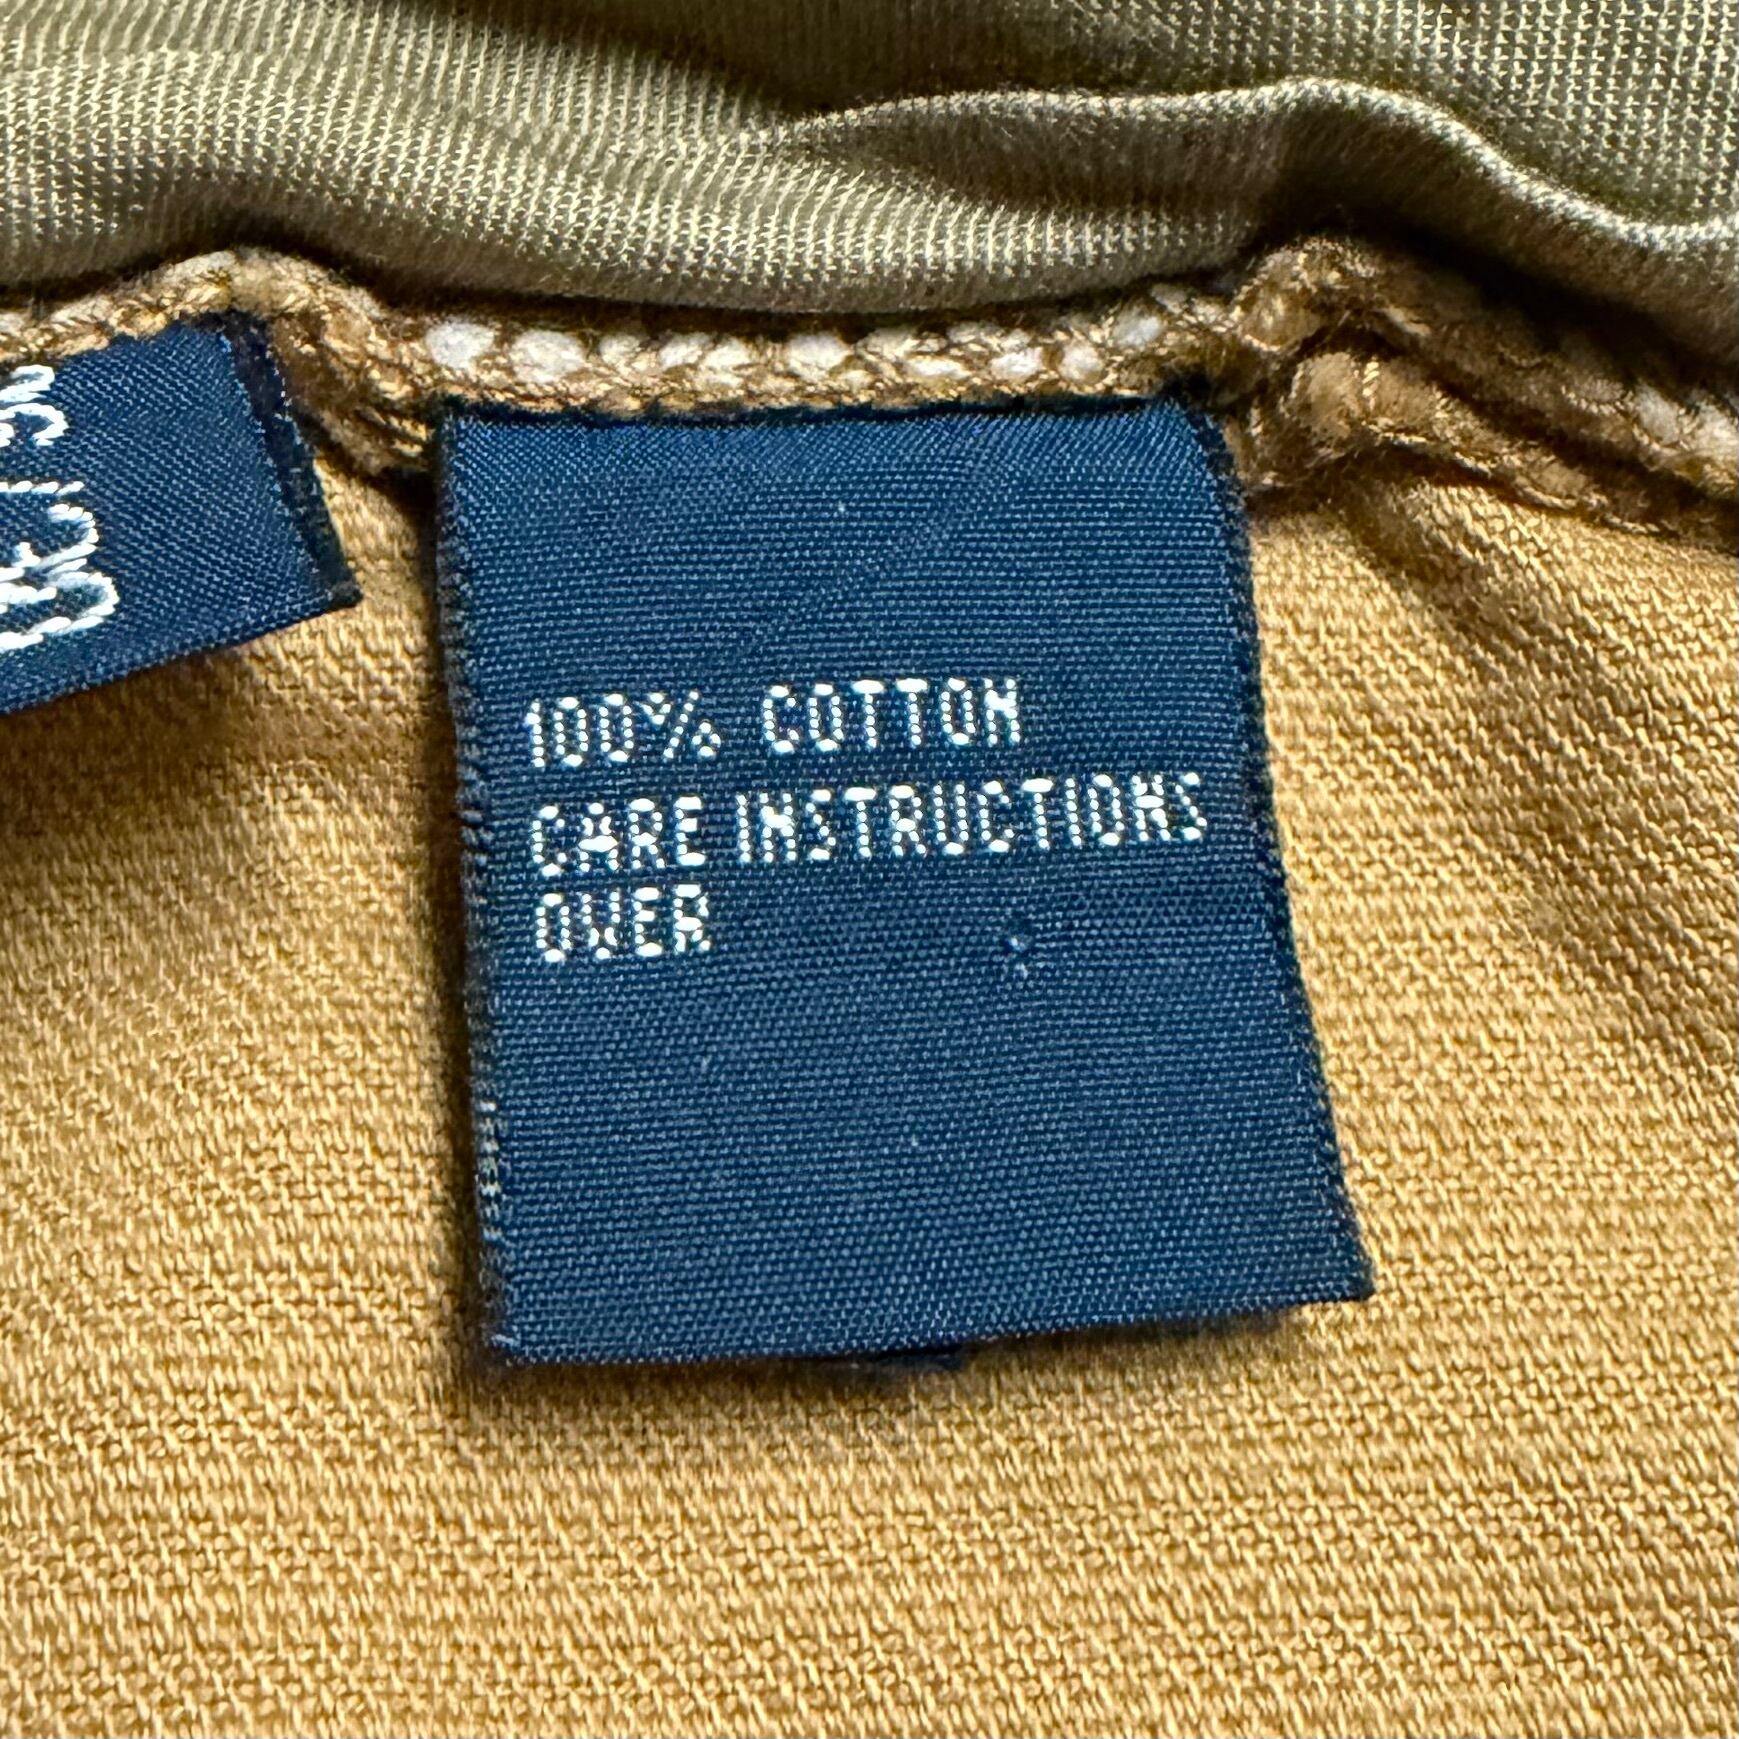 100% COTTON
CARE INSTRUCTIONS
OVER